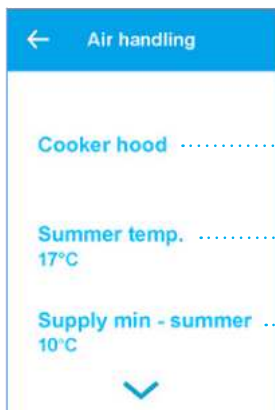 Air handling
Cooker hood
Summer temp.
17°C
Supply min - summer
10°C